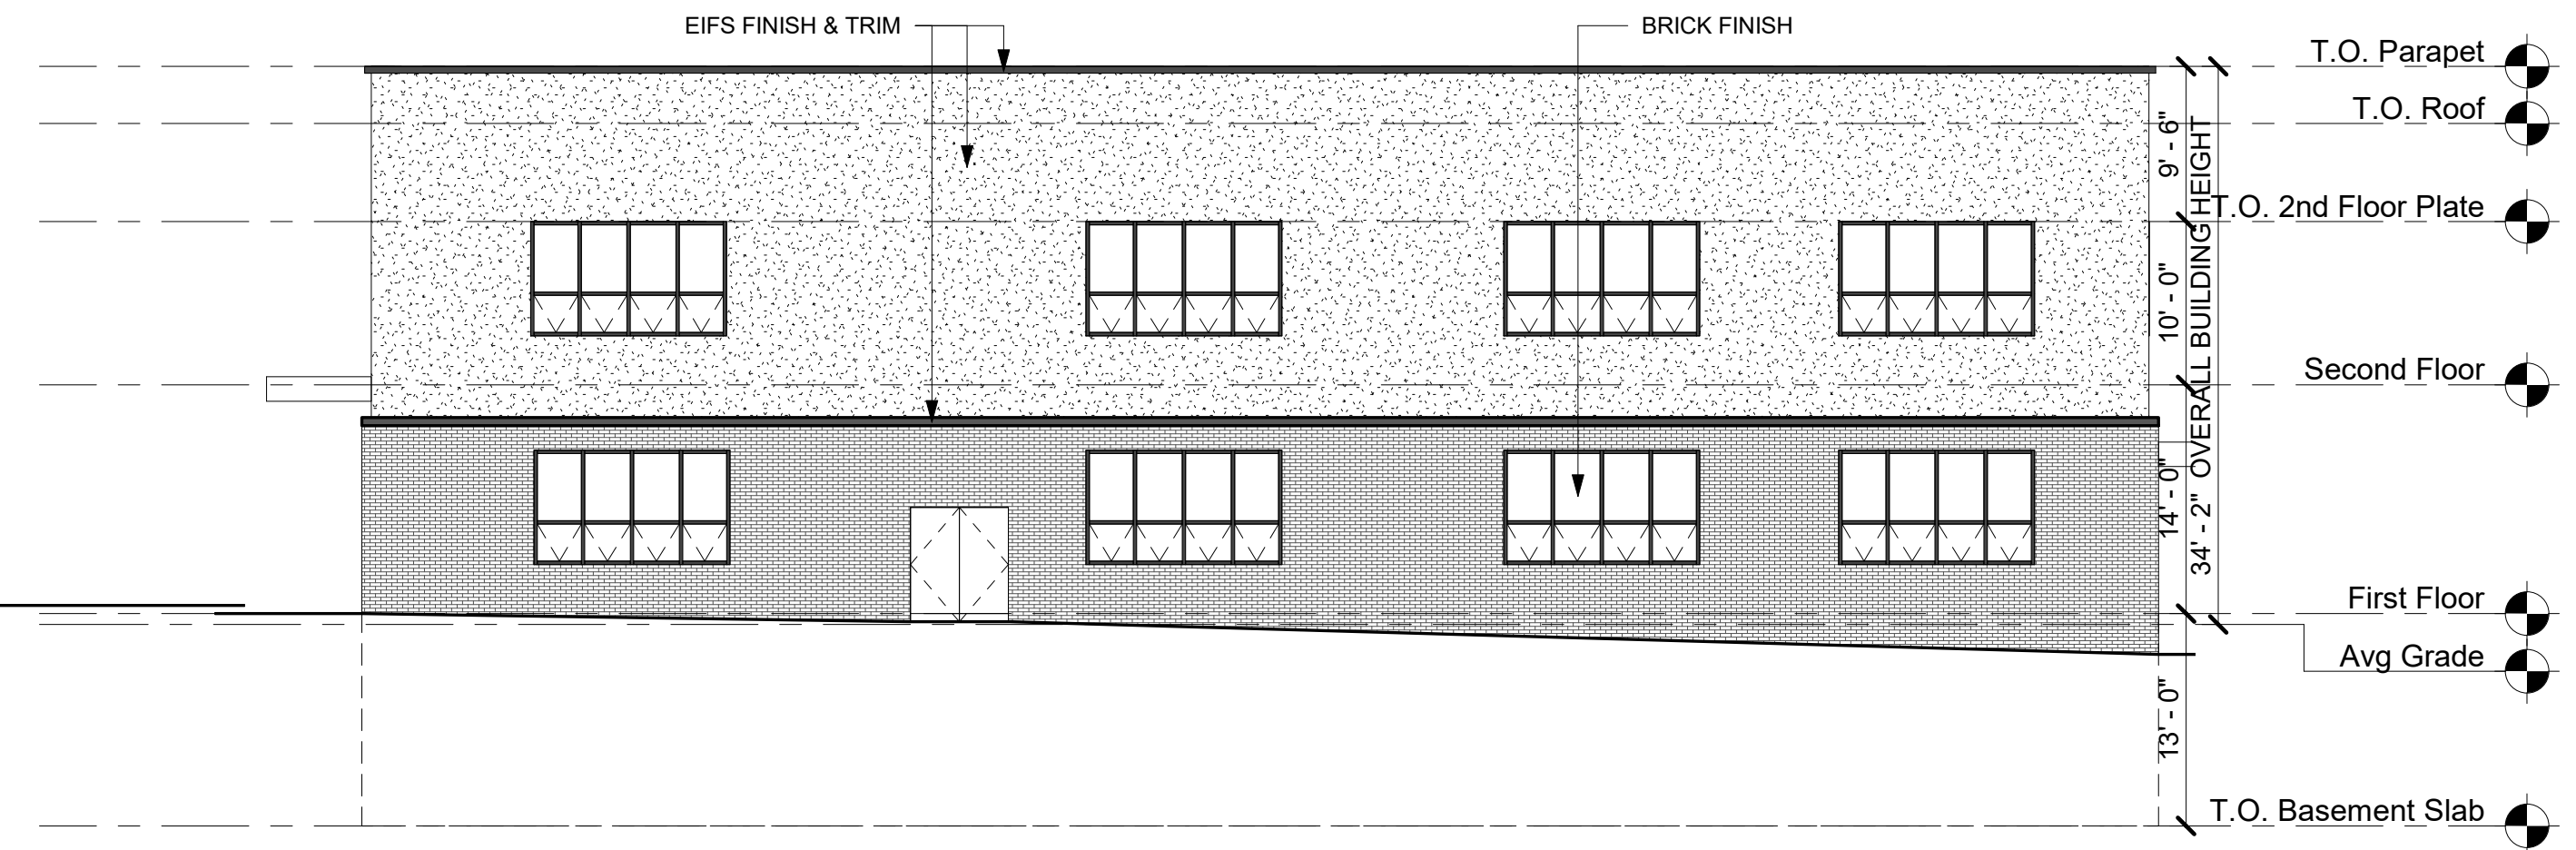 EIFS FINISH & TRIM
BRICK FINISH
T.O. Parapet
T.O. Roof
9' - 6"
T.O. 2nd Floor Plate
10' - 0"
34' - 2" OVERALL BUILDING HEIGHT
Second Floor
14' - 0"
First Floor
Avg Grade
13' - 0"
T.O. Basement Slab